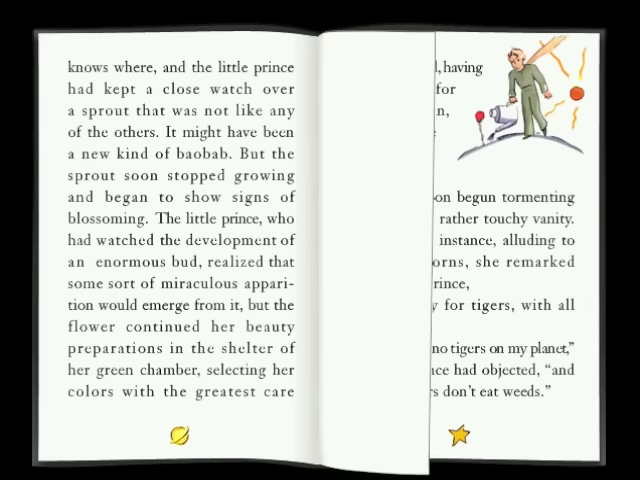 knows where, and the little prince
had kept a close watch over
a sprout that was not like any
of the others. It might have been
a new kind of baobab. But the
sprout soon stopped growing
and began to show signs of
blossoming. The little prince, who
had watched the development of
an enormous bud, realized that
some sort of miraculous appari-
tion would emerge from it, but the
flower continued her beauty
preparations in the shelter of
her green chamber, selecting her
colors with the greatest care
having
for
on begun tormenting
rather touchy vanity.
instance, alluding to
orns, she remarked
rince,
for tigers, with all
no tigers on my planet,”
nce had objected, “and
don’t eat weeds.”